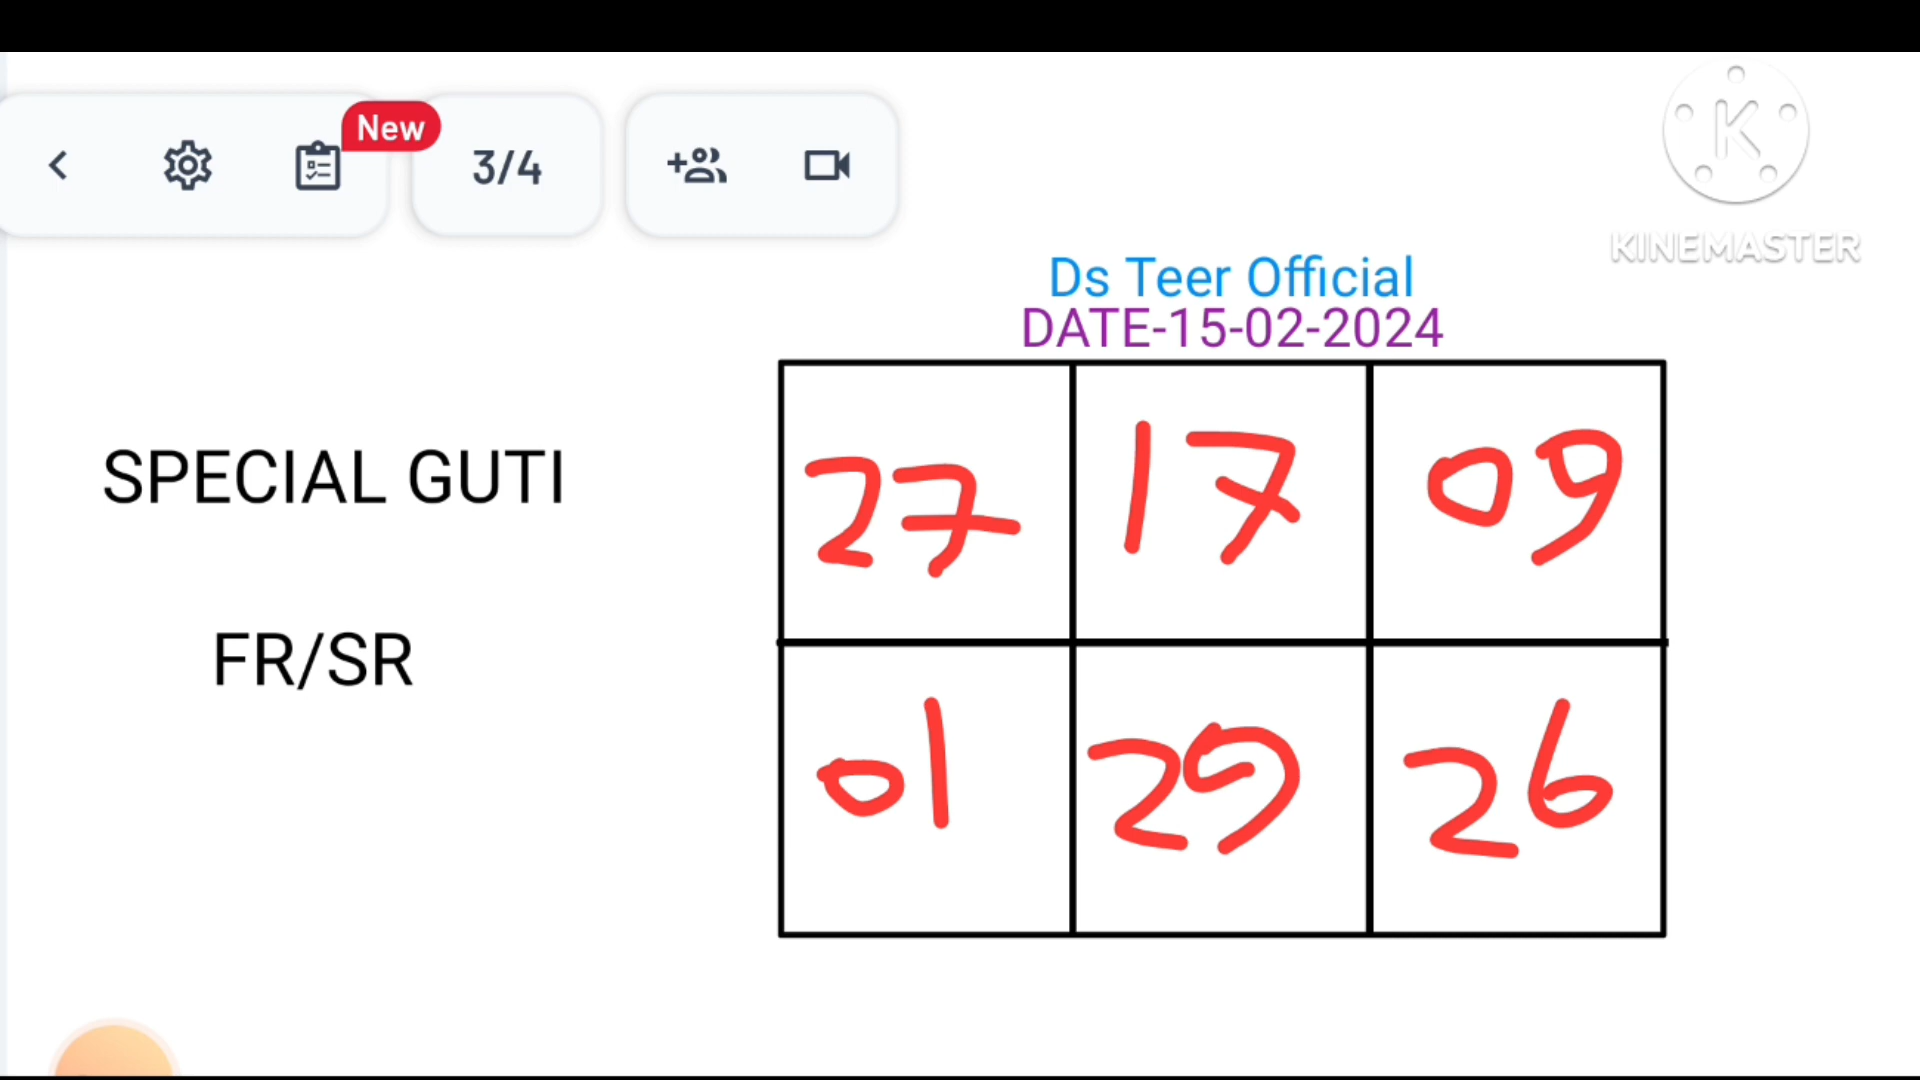 New
3/4
K
KINEMASTER
Ds Teer Official
DATE-15-02-2024
SPECIAL GUTI
27 17 09
FR/SR
01 29 26